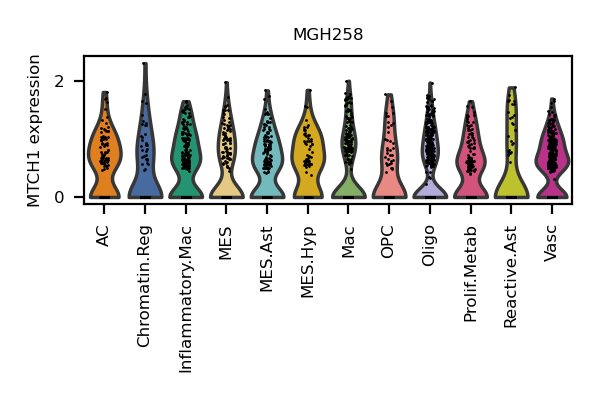 MGH258
MTCH1 expression
2
0
AC
Chromatin.Reg
Inflammatory.Mac
MES
MES.Ast
MES.Hyp
Mac
OPC
Oligo
Prolif.Metab
Reactive.Ast
Vasc